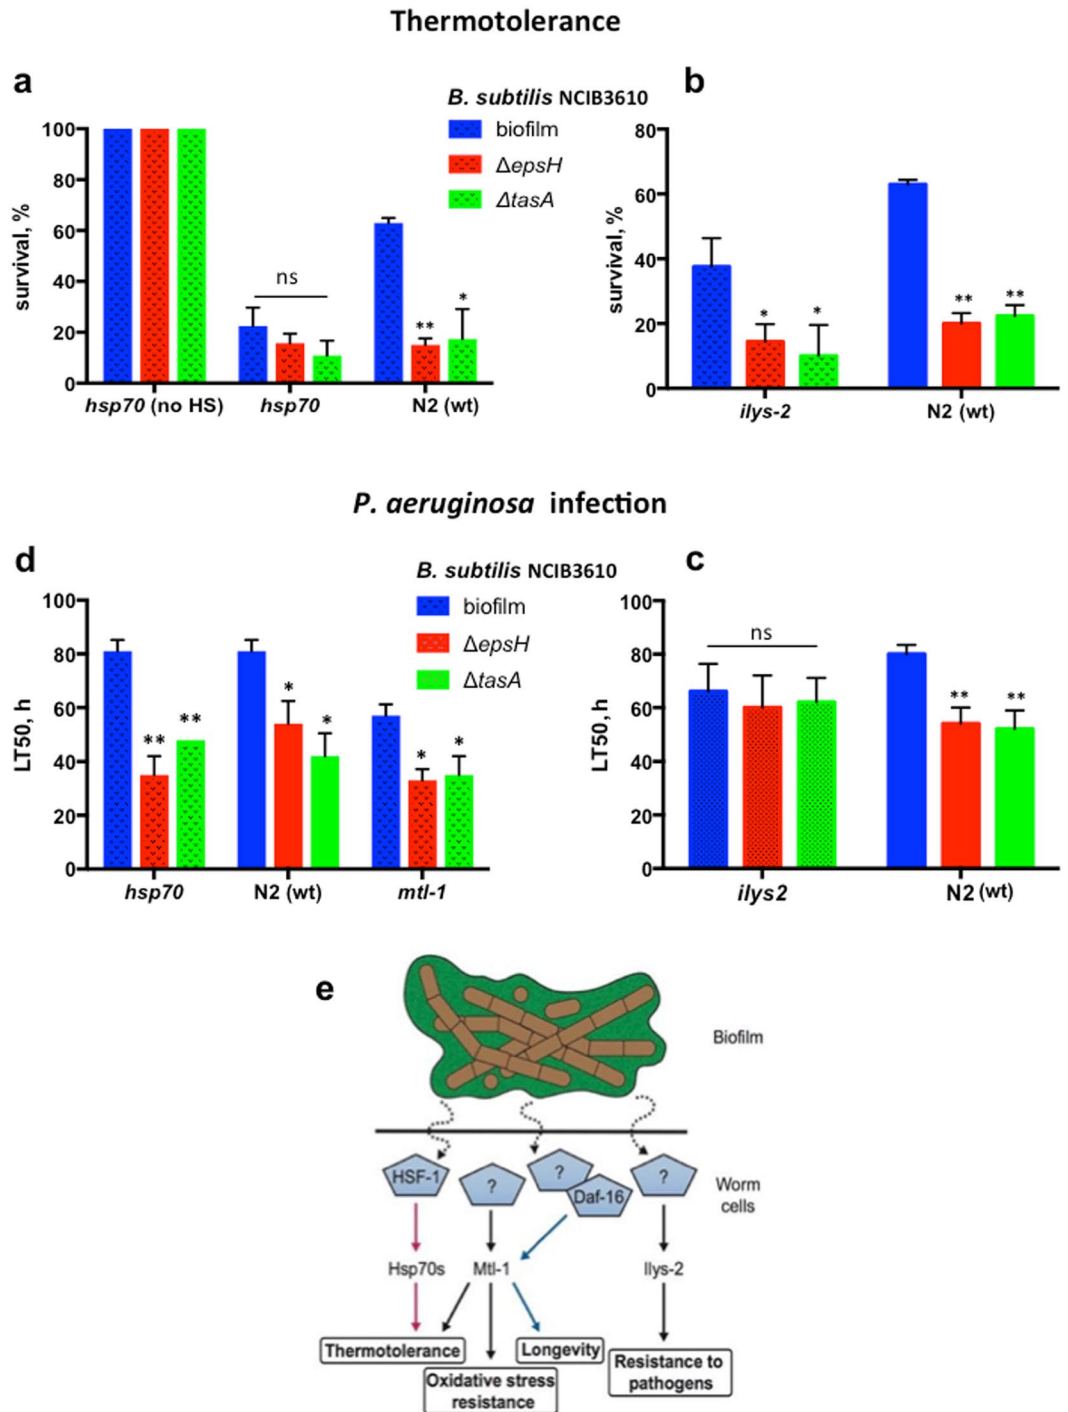 Thermotolerance
a
B. subtilis NCIB3610
biofilm
ΔepsH
ΔtasA
survival, %
100
80
60
40
20
0
ns
**
*
hsp70 (no HS)
hsp70
N2 (wt)
b
survival, %
80
60
40
20
0
*
*
**
**
ilys-2
N2 (wt)
P. aeruginosa infection
d
B. subtilis NCIB3610
biofilm
ΔepsH
ΔtasA
LT50, h
100
80
60
40
20
0
**
**
*
*
*
*
hsp70
N2 (wt)
mtl-1
c
LT50, h
100
80
60
40
20
0
ns
**
**
ilys2
N2 (wt)
e
Biofilm
HSF-1
?
?
Daf-16
?
Worm
cells
Hsp70s
Mtl-1
Ilys-2
Thermotolerance
Longevity
Oxidative stress
resistance
Resistance to
pathogens